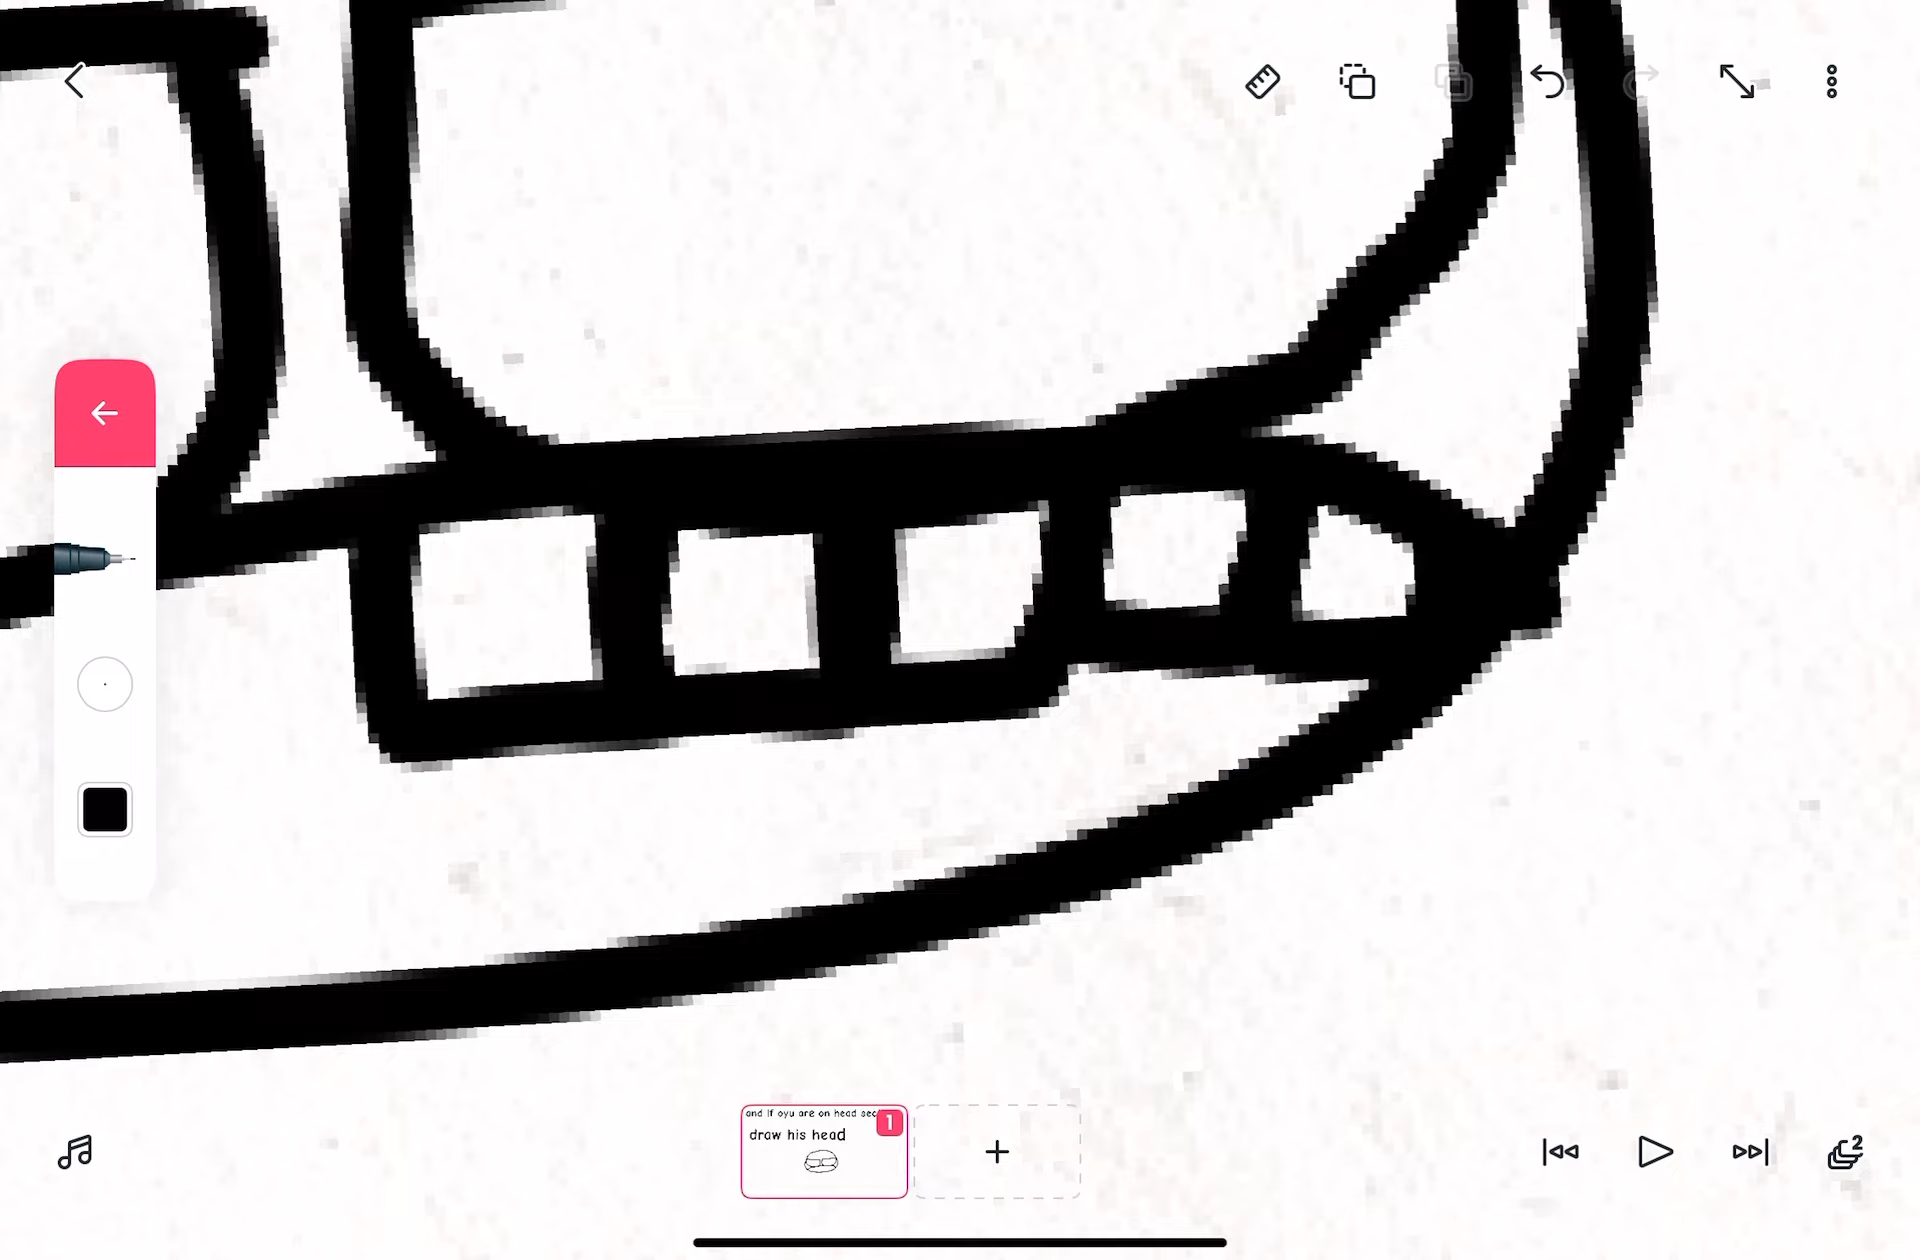 and if oyu are on head sec
1
draw his head
2